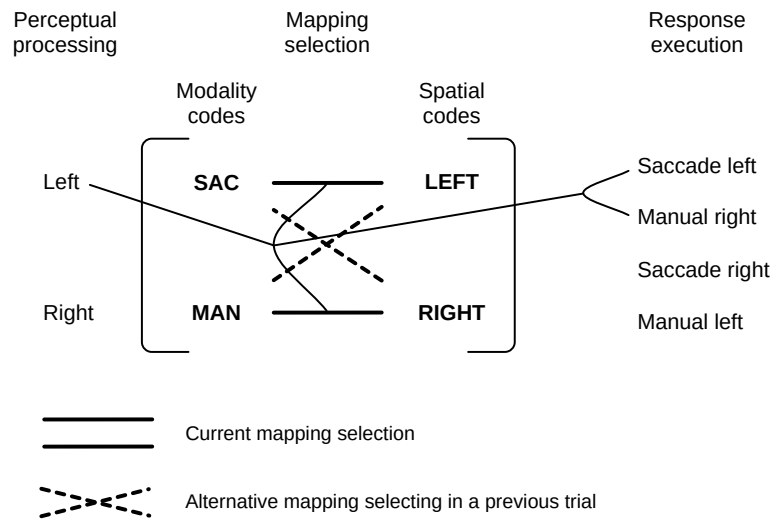 Perceptual
processing
Mapping
selection
Response
execution
Modality
codes
Spatial
codes
Left
SAC
LEFT
Saccade left
Manual right
Saccade right
Right
MAN
RIGHT
Manual left
Current mapping selection
Alternative mapping selecting in a previous trial